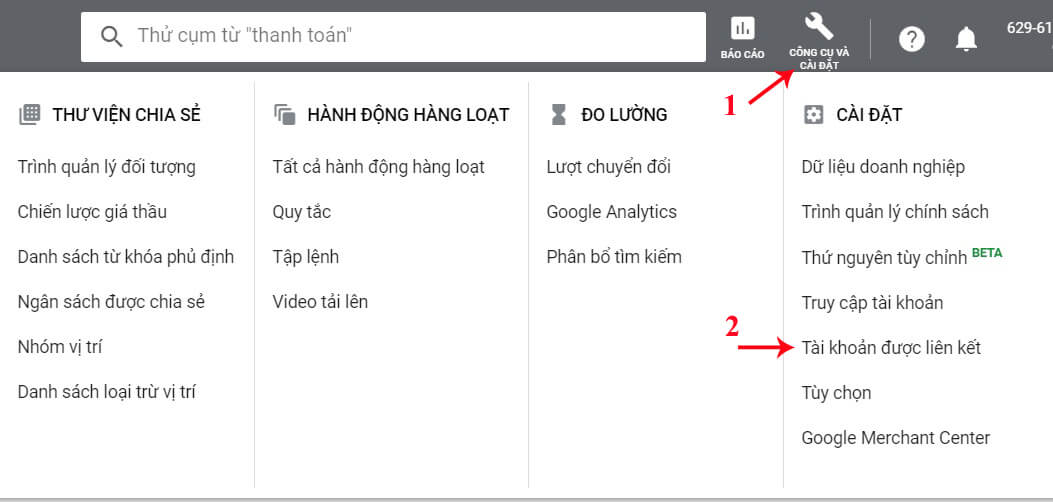 Thử cụm từ "thanh toán"
BÁO CÁO
CÔNG CỤ VÀ
CÀI ĐẶT
629-61
1
THƯ VIỆN CHIA SẺ
Trình quản lý đối tượng
Chiến lược giá thầu
Danh sách từ khóa phủ định
Ngân sách được chia sẻ
Nhóm vị trí
Danh sách loại trừ vị trí
HÀNH ĐỘNG HÀNG LOẠT
Tất cả hành động hàng loạt
Quy tắc
Tập lệnh
Video tải lên
ĐO LƯỜNG
Lượt chuyển đổi
Google Analytics
Phân bổ tìm kiếm
CÀI ĐẶT
Dữ liệu doanh nghiệp
Trình quản lý chính sách
Thứ nguyên tùy chỉnh BETA
Truy cập tài khoản
2
Tài khoản được liên kết
Tùy chọn
Google Merchant Center